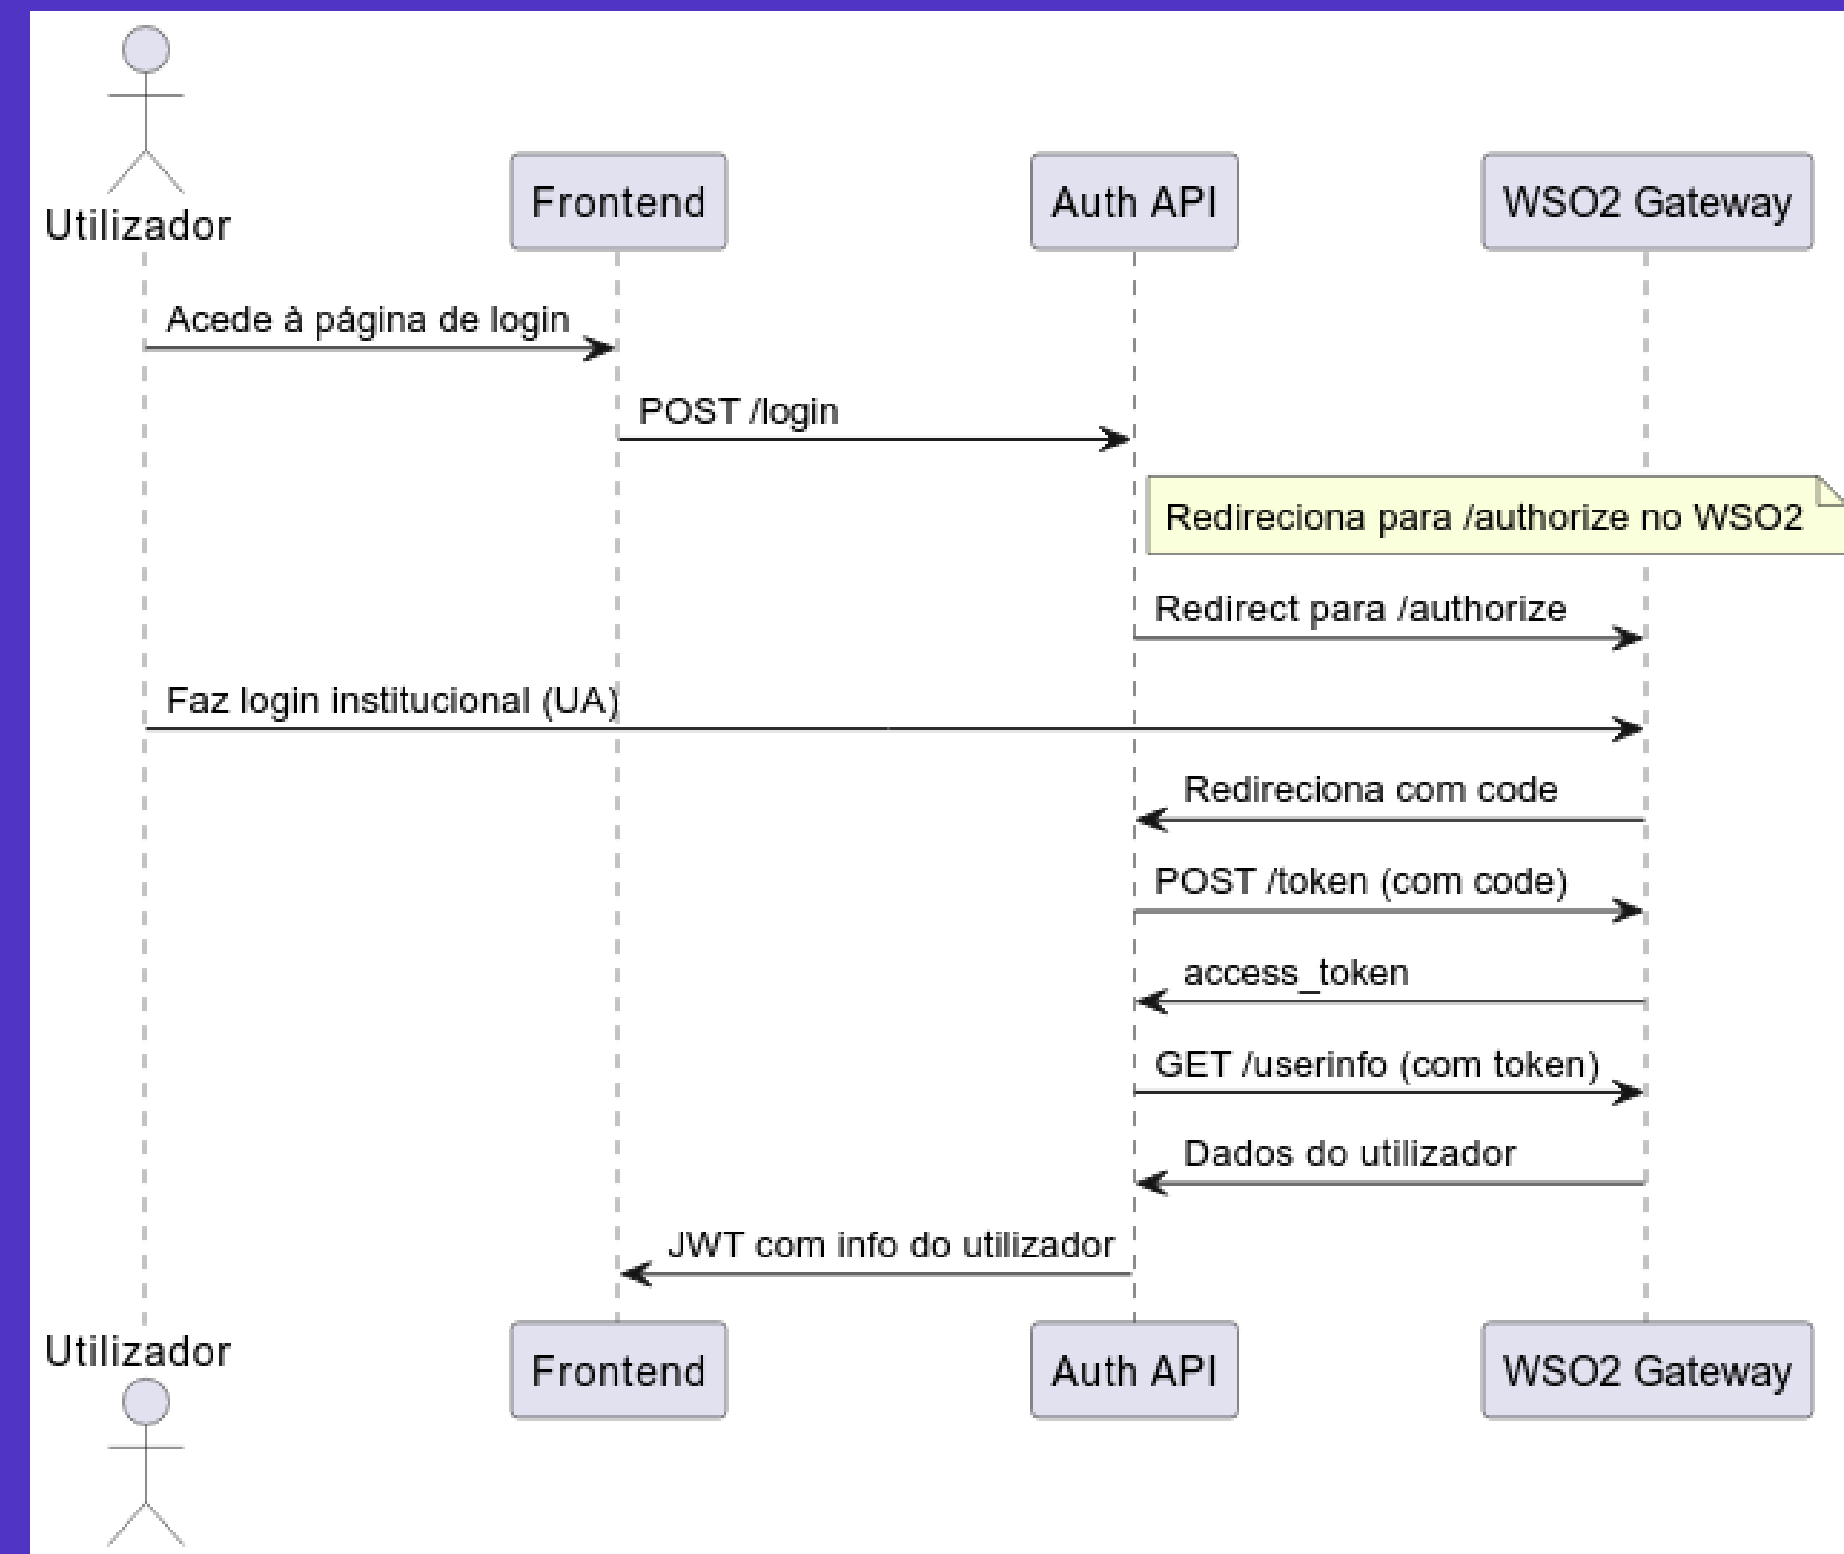 Utilizador
Frontend
Auth API
WSO2 Gateway
Acede à página de login
POST /login
Redireciona para /authorize no WSO2
Redirect para /authorize
Faz login institucional (UA)
Redireciona com code
POST /token (com code)
access_token
GET /userinfo (com token)
Dados do utilizador
JWT com info do utilizador
Utilizador
Frontend
Auth API
WSO2 Gateway